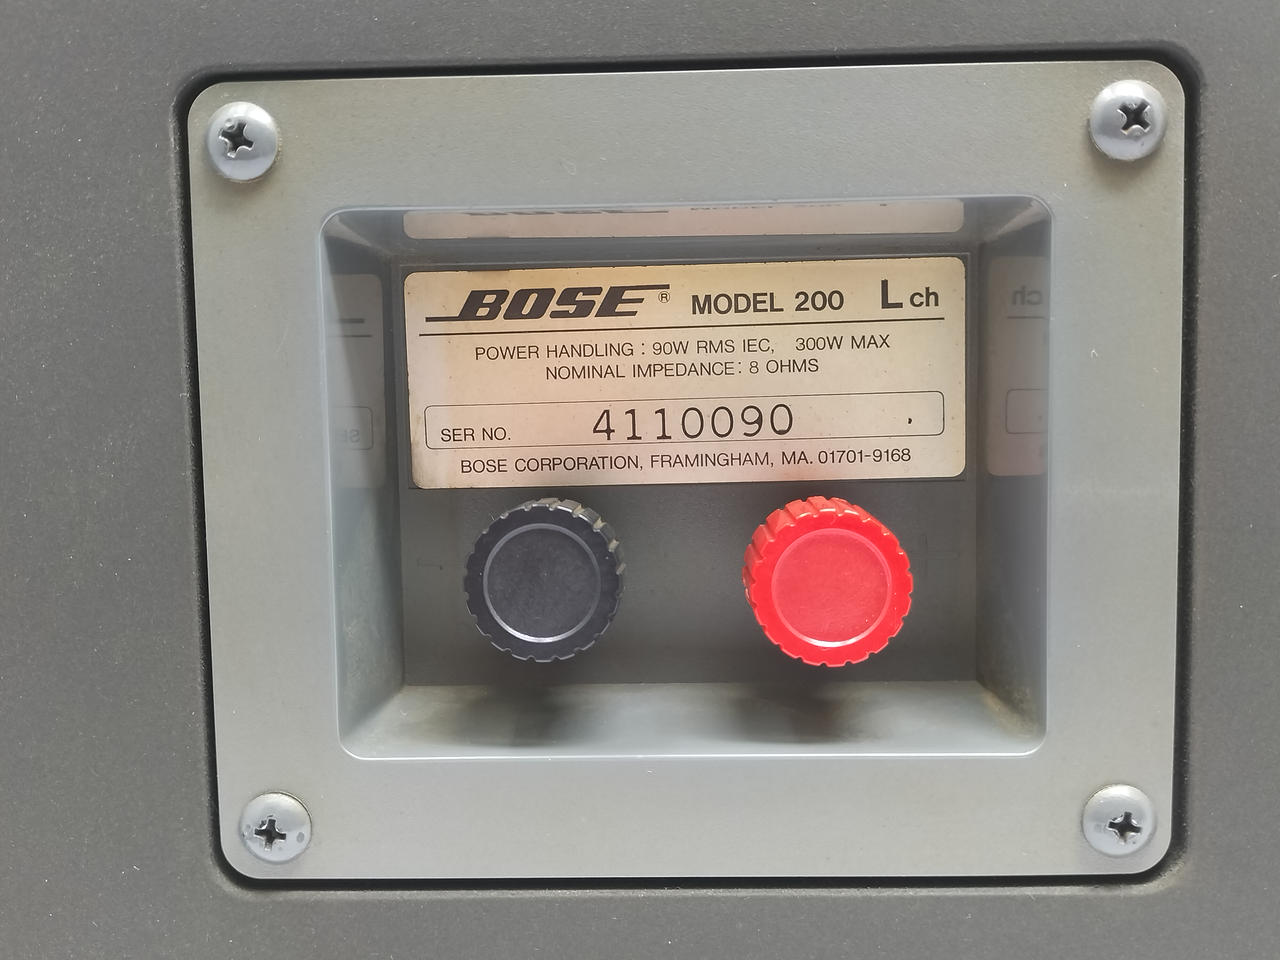 BOSE® MODEL 200 L ch
POWER HANDLING : 90W RMS IEC, 300W MAX
NOMINAL IMPEDANCE: 8 OHMS
SER NO. 4110090
BOSE CORPORATION, FRAMINGHAM, MA. 01701-9168